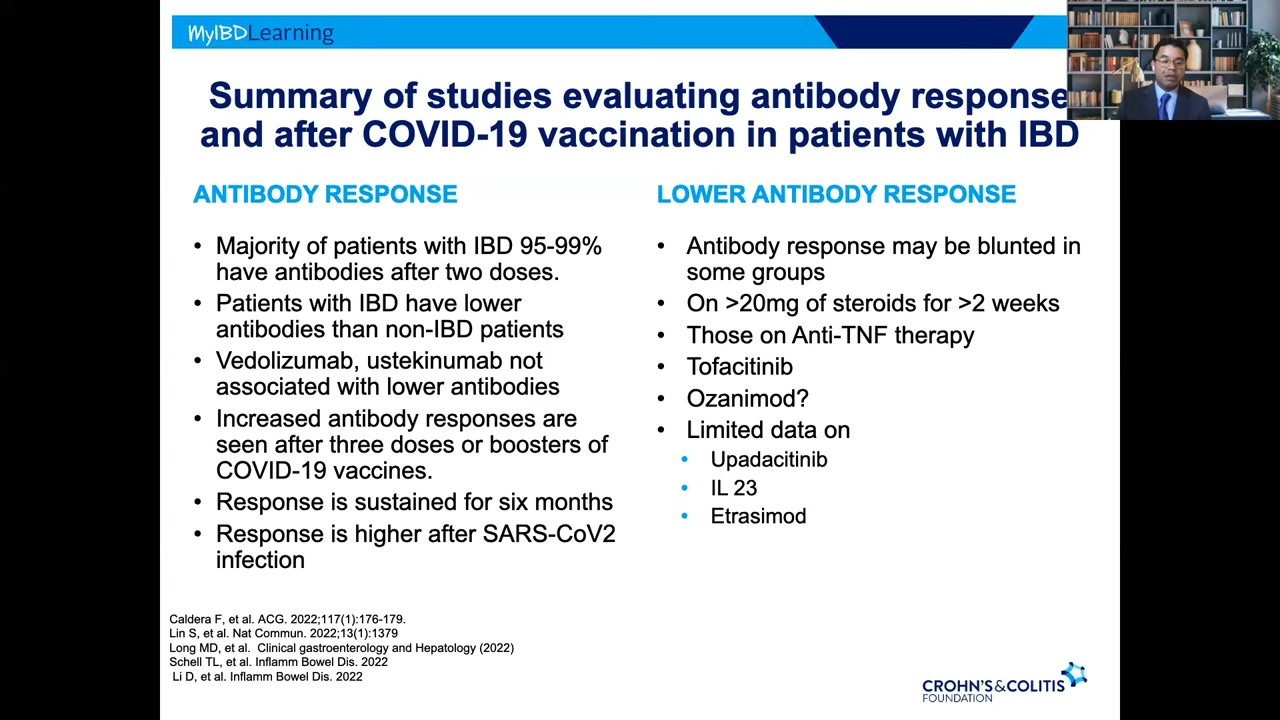 MyIBDLearning
Summary of studies evaluating antibody response
and after COVID-19 vaccination in patients with IBD
ANTIBODY RESPONSE
• Majority of patients with IBD 95-99%
have antibodies after two doses.
• Patients with IBD have lower
antibodies than non-IBD patients
• Vedolizumab, ustekinumab not
associated with lower antibodies
• Increased antibody responses are
seen after three doses or boosters of
COVID-19 vaccines.
• Response is sustained for six months
• Response is higher after SARS-CoV2
infection
LOWER ANTIBODY RESPONSE
• Antibody response may be blunted in
some groups
• On >20mg of steroids for >2 weeks
• Those on Anti-TNF therapy
• Tofacitinib
• Ozanimod?
• Limited data on
• Upadacitinib
• IL 23
• Etrasimod
Caldera F, et al. ACG. 2022;117(1):176-179.
Lin S, et al. Nat Commun. 2022;13(1):1379
Long MD, et al. Clinical gastroenterology and Hepatology (2022)
Schell TL, et al. Inflamm Bowel Dis. 2022
Li D, et al. Inflamm Bowel Dis. 2022
CROHN'S&COLITIS
FOUNDATION